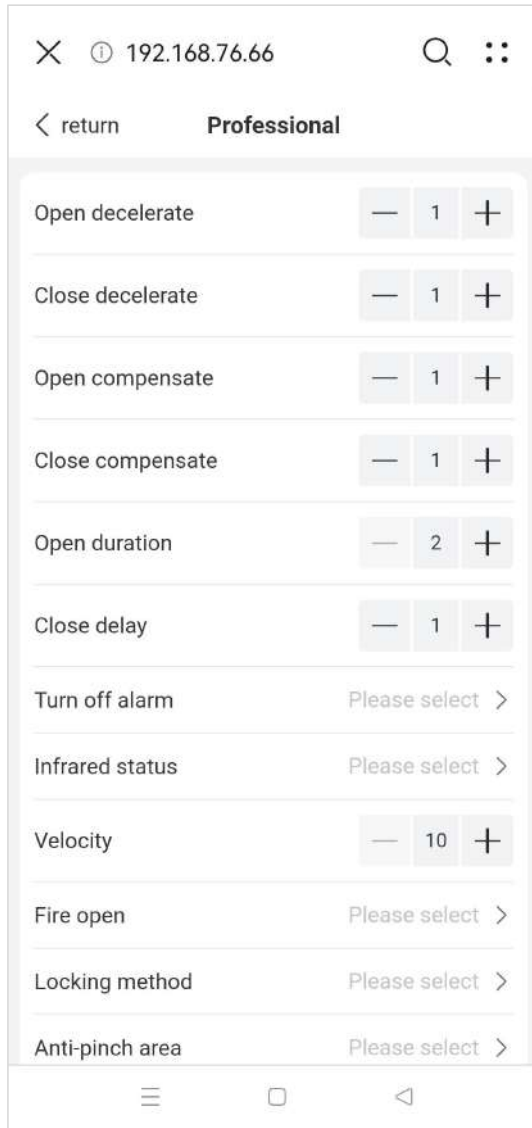 192.168.76.66
return Professional
Open decelerate 1
Close decelerate 1
Open compensate 1
Close compensate 1
Open duration 2
Close delay 1
Turn off alarm Please select
Infrared status Please select
Velocity 10
Fire open Please select
Locking method Please select
Anti-pinch area Please select